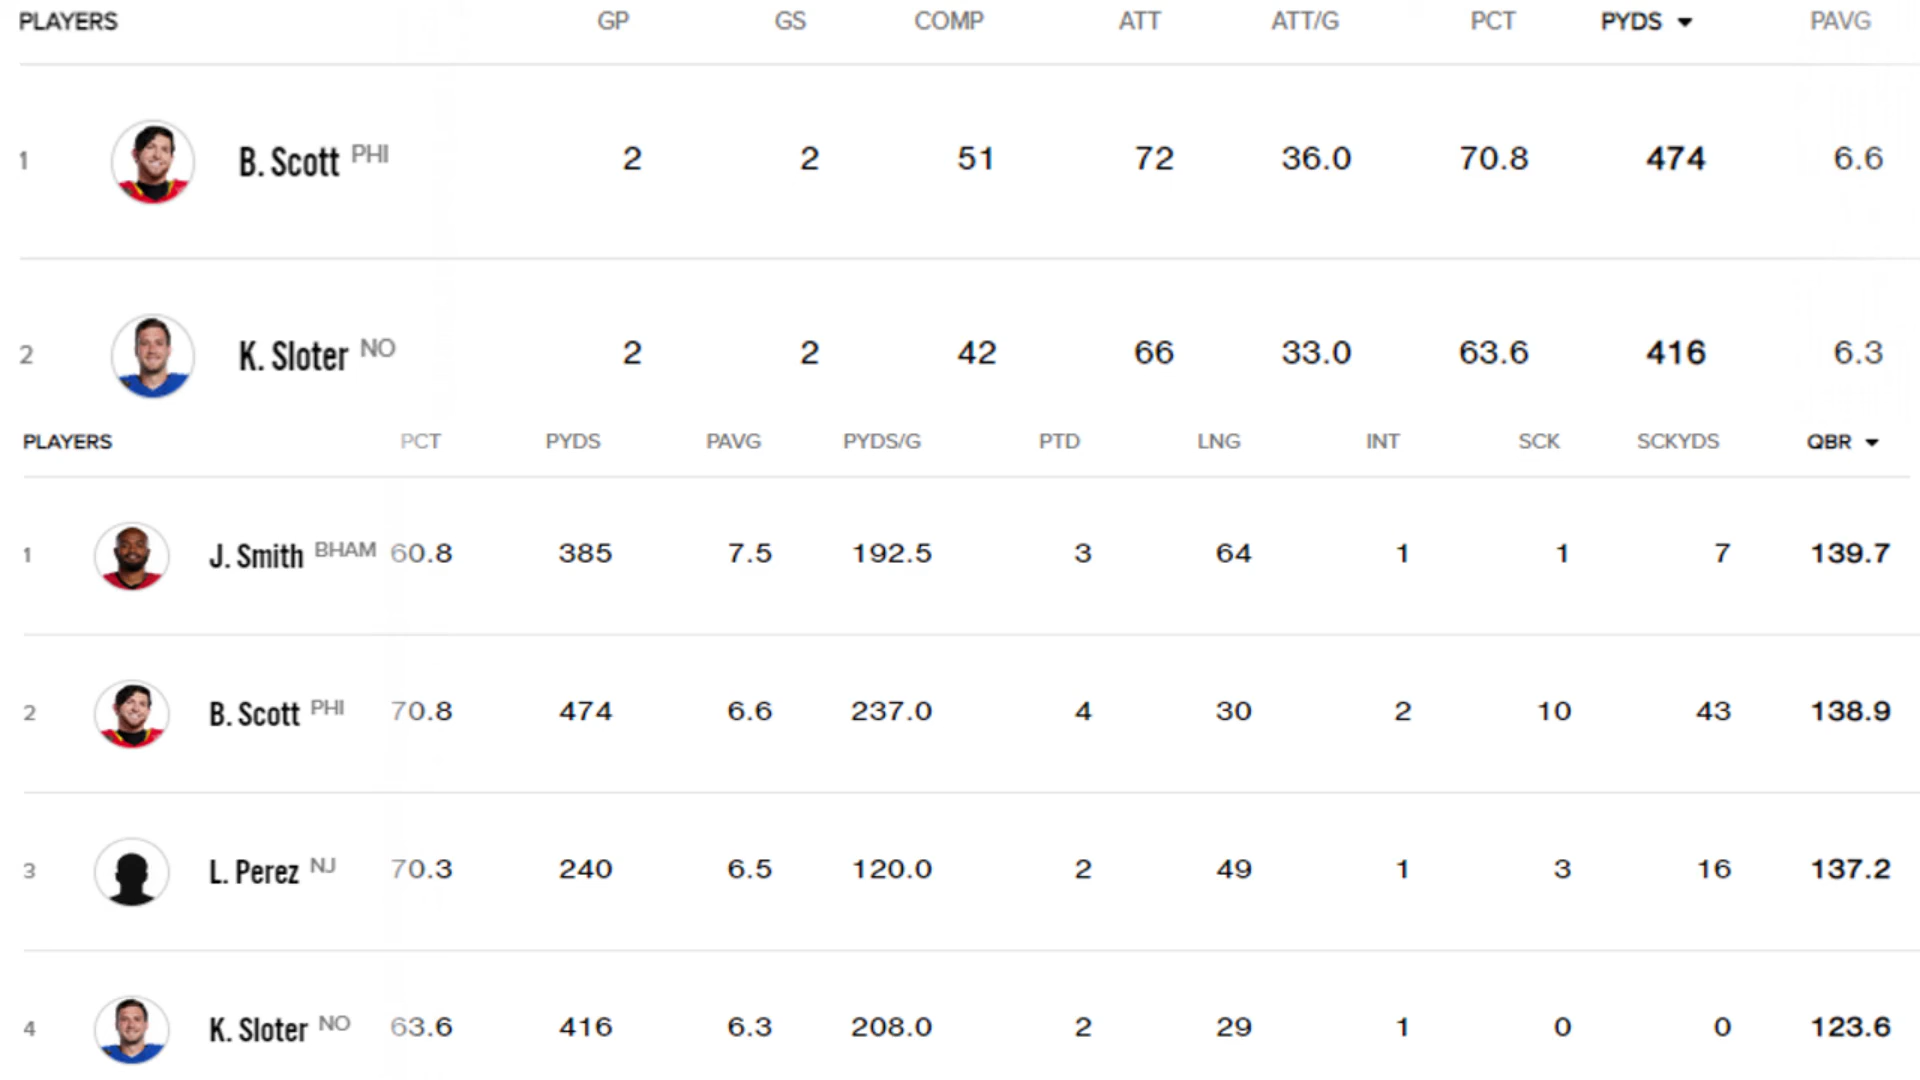 PLAYERS GP GS COMP ATT ATT/G PCT PYDS PAVG
1 B. Scott PHI 2 2 51 72 36.0 70.8 474 6.6
2 K. Sloter NO 2 2 42 66 33.0 63.6 416 6.3
PLAYERS PCT PYDS PAVG PYDS/G PTD LNG INT SCK SCKYDS QBR
1 J. Smith BHAM 60.8 385 7.5 192.5 3 64 1 1 7 139.7
2 B. Scott PHI 70.8 474 6.6 237.0 4 30 2 10 43 138.9
3 L. Perez NJ 70.3 240 6.5 120.0 2 49 1 3 16 137.2
4 K. Sloter NO 63.6 416 6.3 208.0 2 29 1 0 0 123.6